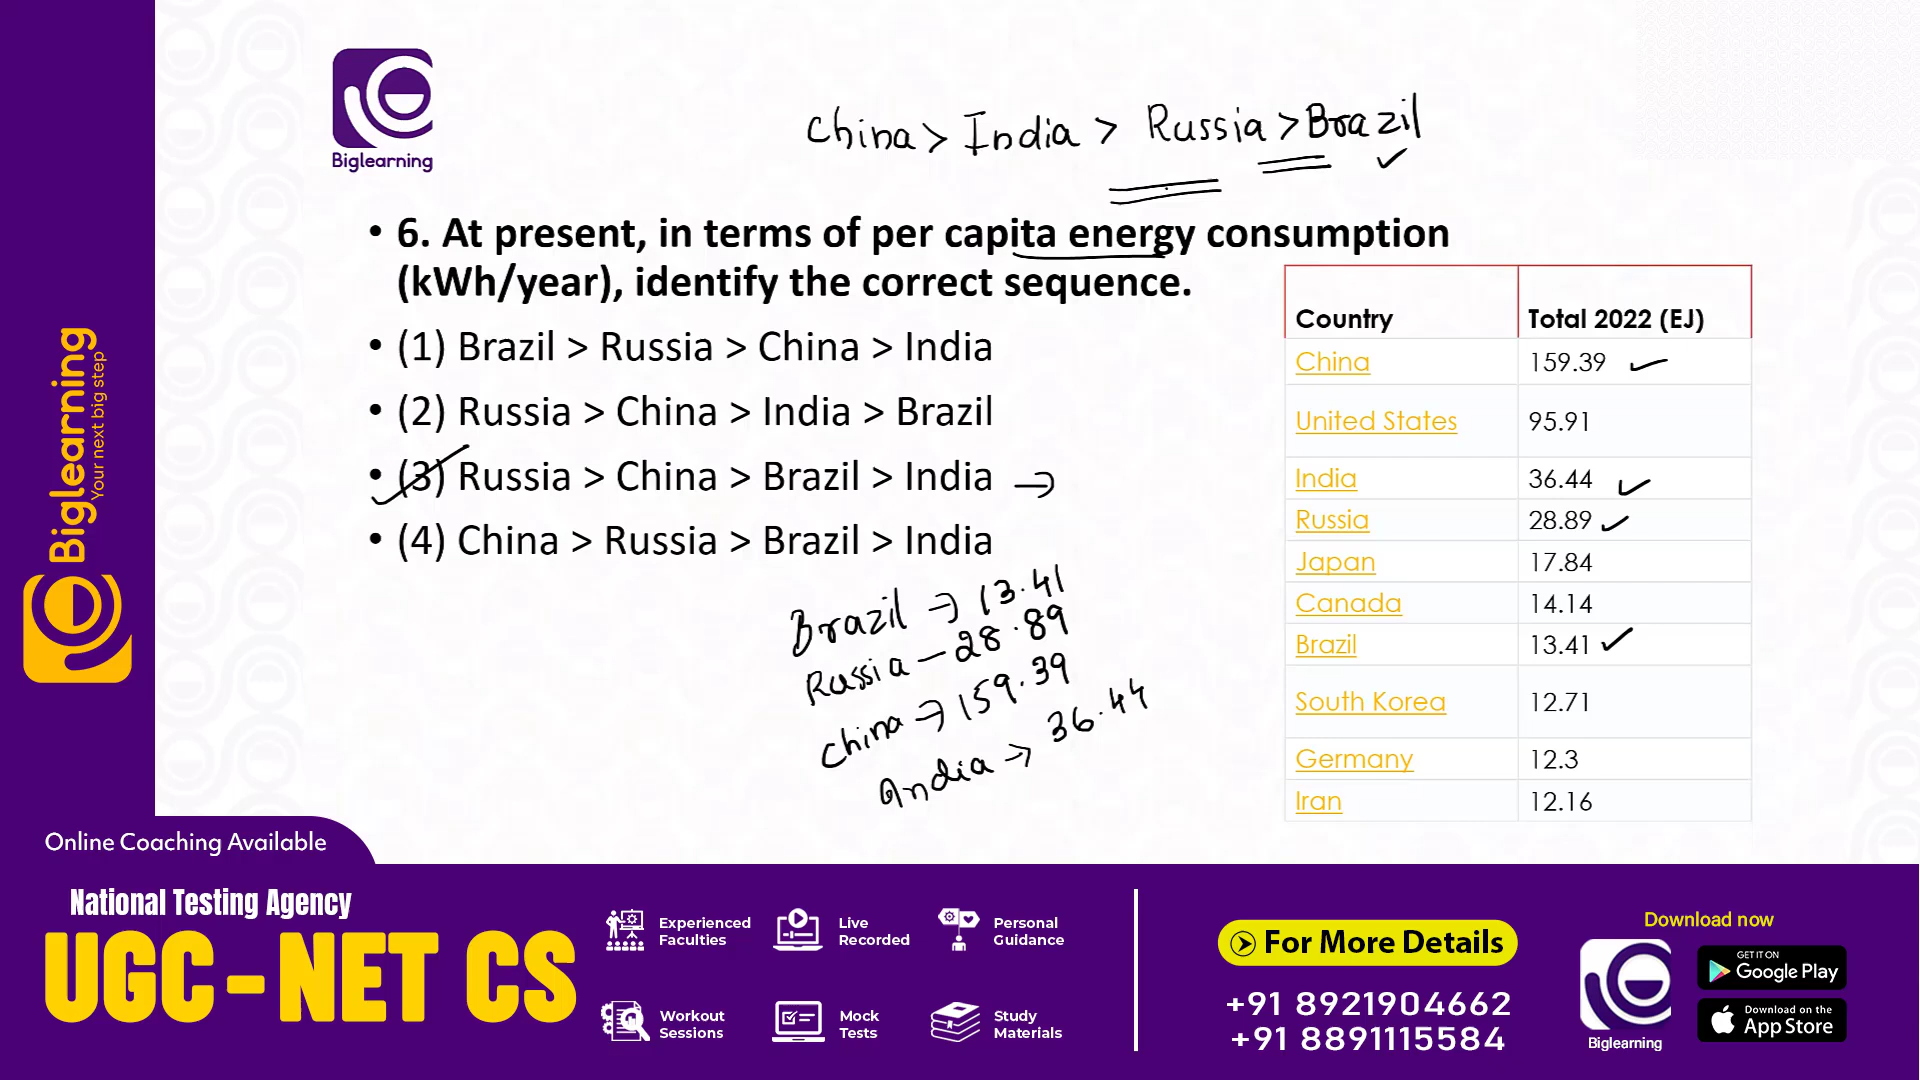 Biglearning
China > India > Russia > Brazil
• 6. At present, in terms of per capita energy consumption
(kWh/year), identify the correct sequence.
• (1) Brazil > Russia > China > India
• (2) Russia > China > India > Brazil
• (3) Russia > China > Brazil > India →
• (4) China > Russia > Brazil > India
Brazil → 13.41
Russia – 28.89
China → 159.39
India → 36.44
Country Total 2022 (EJ)
China 159.39
United States 95.91
India 36.44
Russia 28.89
Japan 17.84
Canada 14.14
Brazil 13.41
South Korea 12.71
Germany 12.3
Iran 12.16
Biglearning
Your next big step
Online Coaching Available
National Testing Agency
UGC-NET CS
Experienced
Faculties
Live
Recorded
Personal
Guidance
Workout
Sessions
Mock
Tests
Study
Materials
For More Details
+91 8921904662
+91 8891115584
Download now
Biglearning
GET IT ON
Google Play
Download on the
App Store